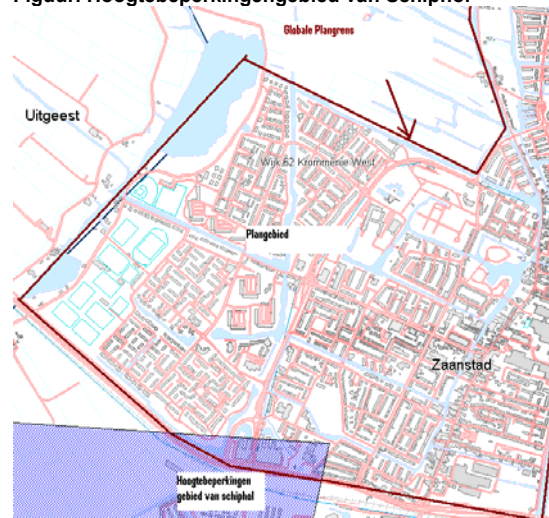 Figuur: Hoogtebeperkingengebied van Schiphol
Globale Plangrens
Uitgeest
Wijk 62 Krommenie West
Plangebied
Zaanstad
Hoogtebeperkingen
gebied van schiphol